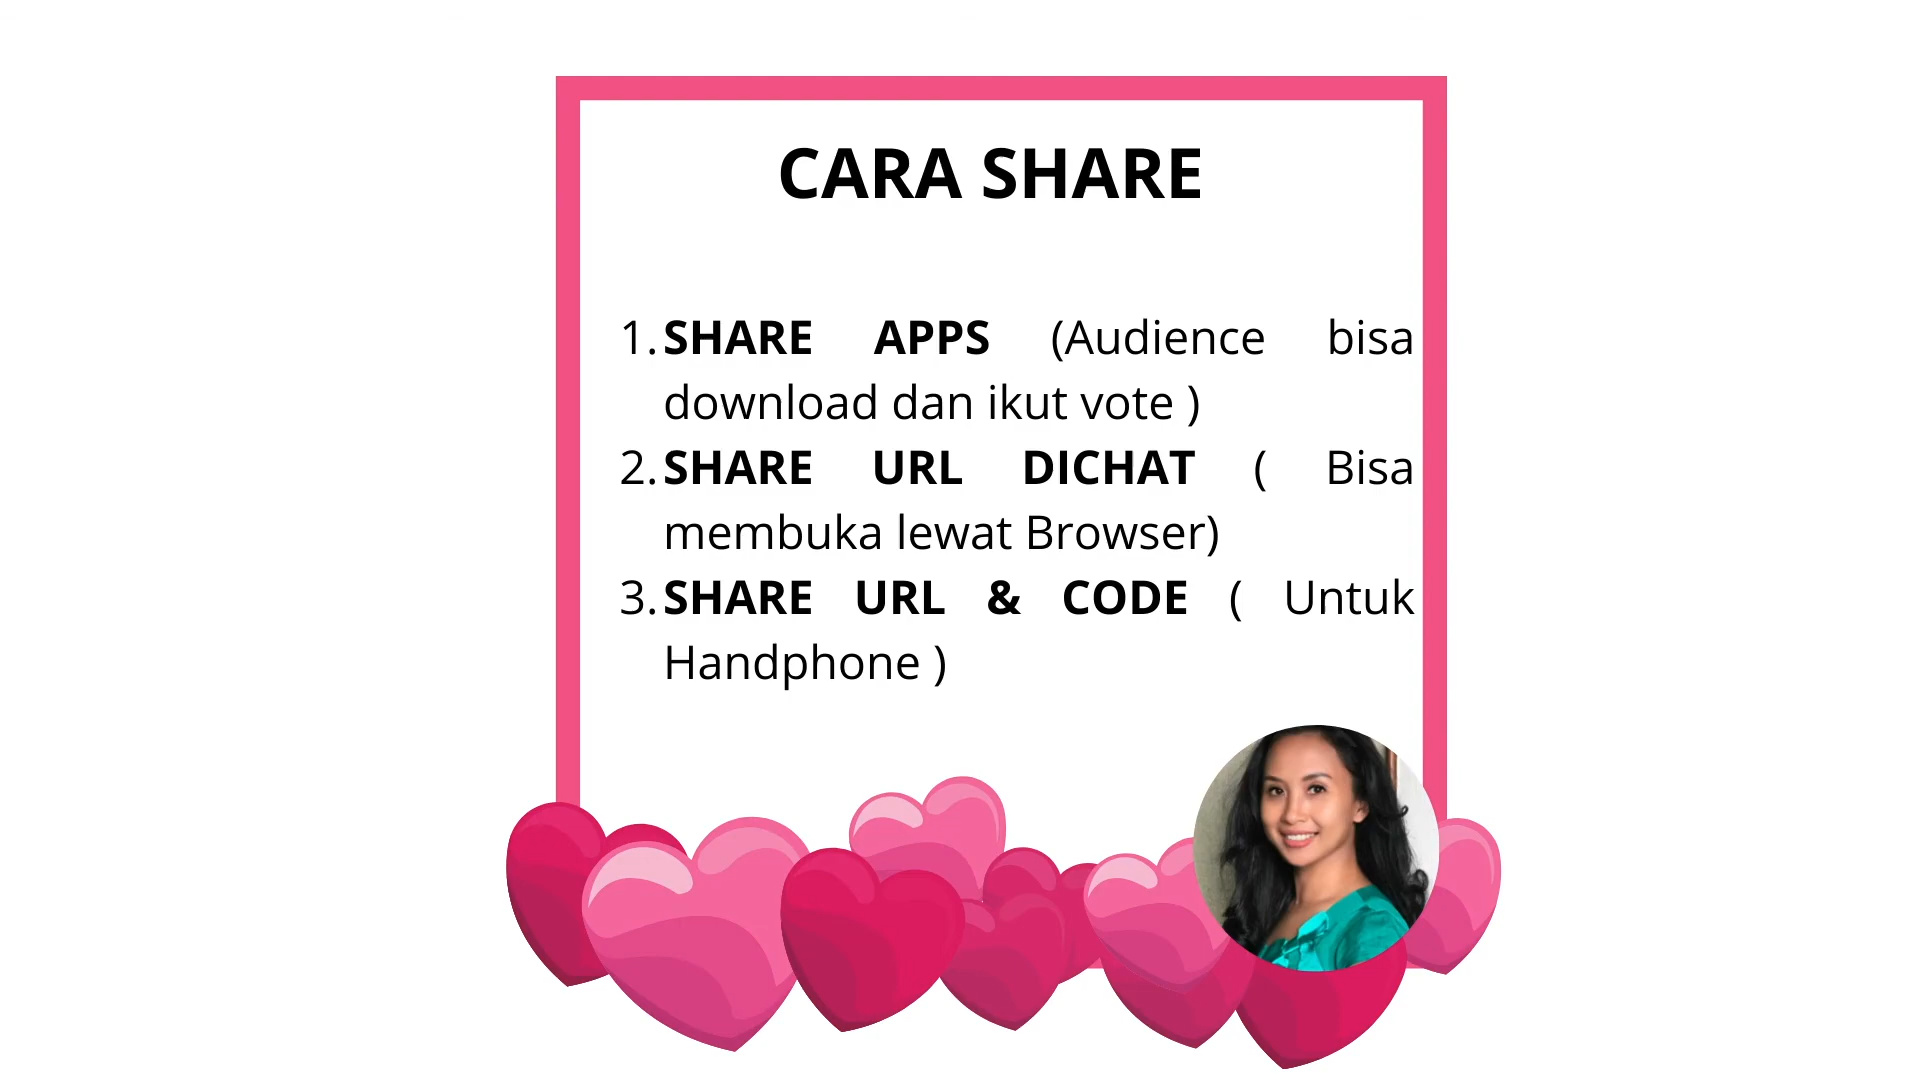 CARA SHARE
1. SHARE APPS (Audience bisa
download dan ikut vote )
2. SHARE URL DICHAT ( Bisa
membuka lewat Browser)
3. SHARE URL & CODE ( Untuk
Handphone )